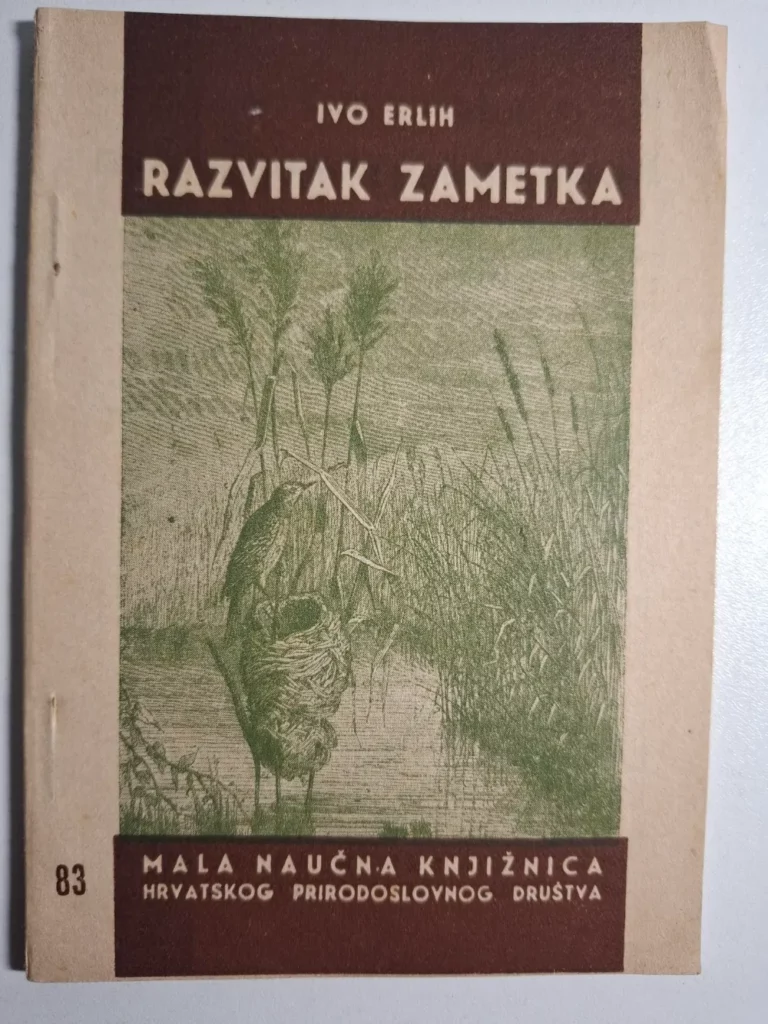 IVO ERLIH
RAZVITAK ZAMETKA
83
MALA NAUČNA KNJIŽNICA
HRVATSKOG PRIRODOSLOVNOG DRUŠTVA